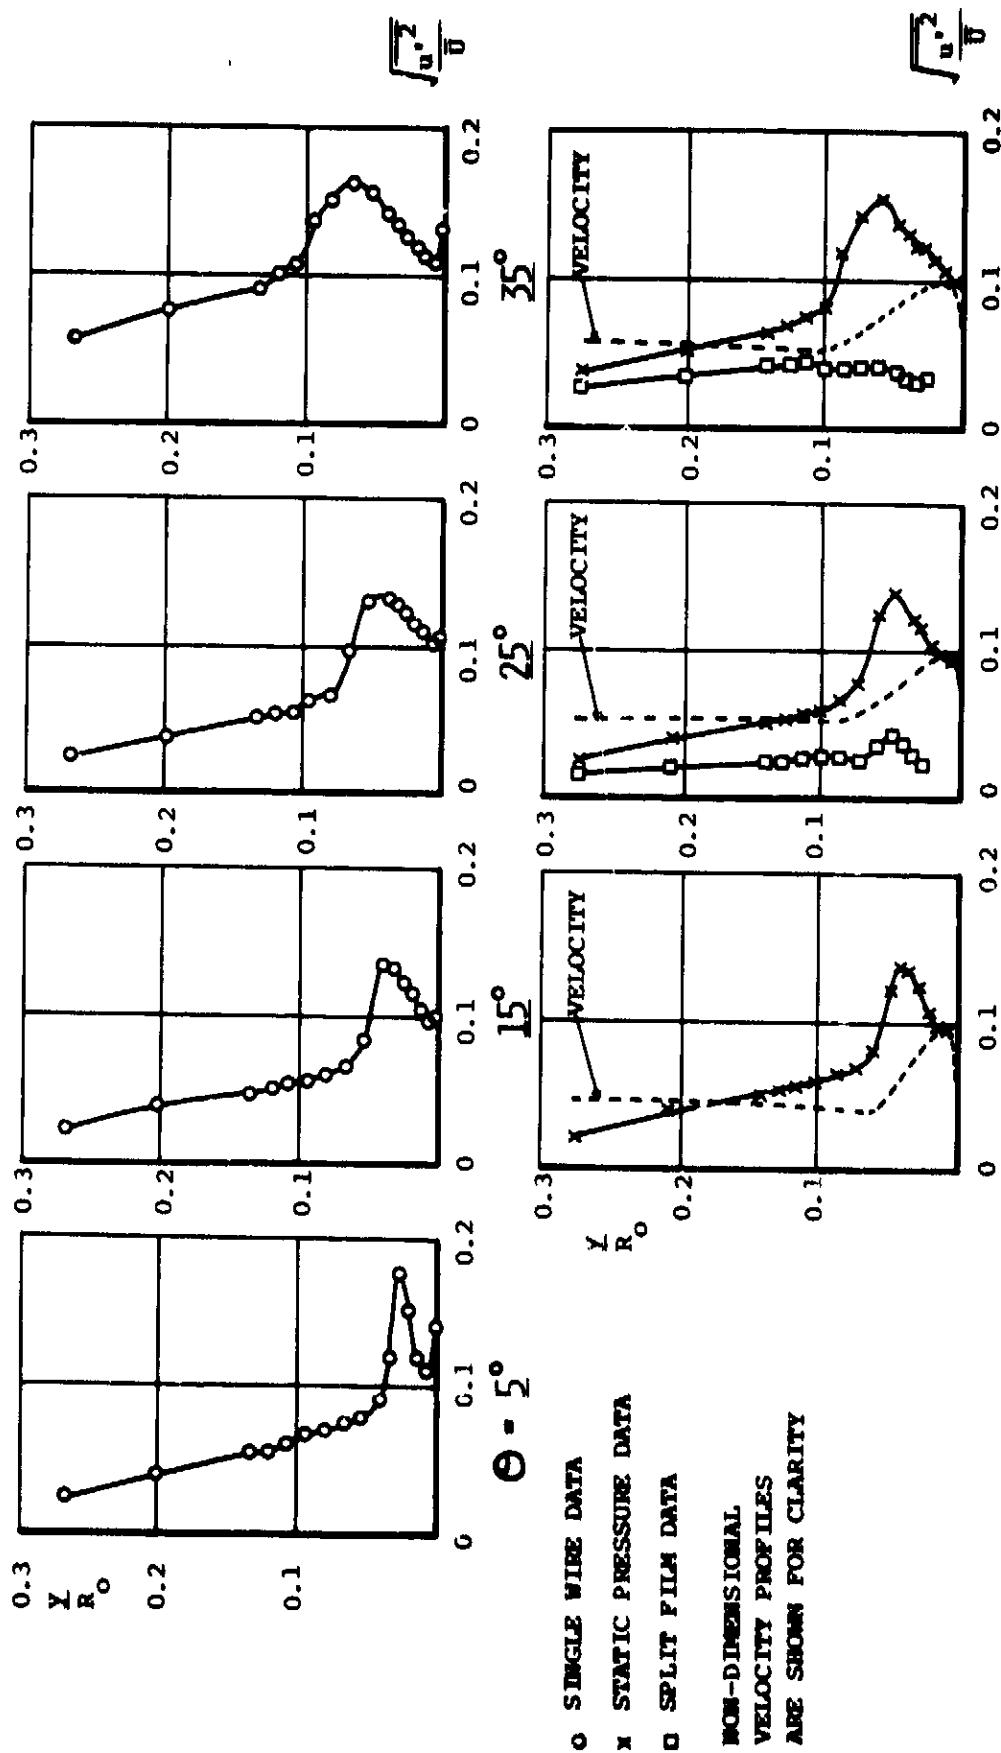 0.3
0.2
0.1
y
R o
0
0.1
0.2
0
0.1
0.2
0
0.1
0.2
0
0.1
0.2
√u'2
Ū
0.3
0.2
0.1
0.3
0.2
0.1
0.3
0.2
0.1
Θ = 5°
15°
25°
35°
O SINGLE WIRE DATA
x STATIC PRESSURE DATA
□ SPLIT FILM DATA
NON-DIMENSIONAL
VELOCITY PROFILES
ARE SHOWN FOR CLARITY
VELOCITY
VELOCITY
VELOCITY
0.3
0.2
0.1
y
R o
0.3
0.2
0.1
0.3
0.2
0.1
0
0.1
0.2
0
0.1
0.2
0
0.1
0.2
√u'2
Ū